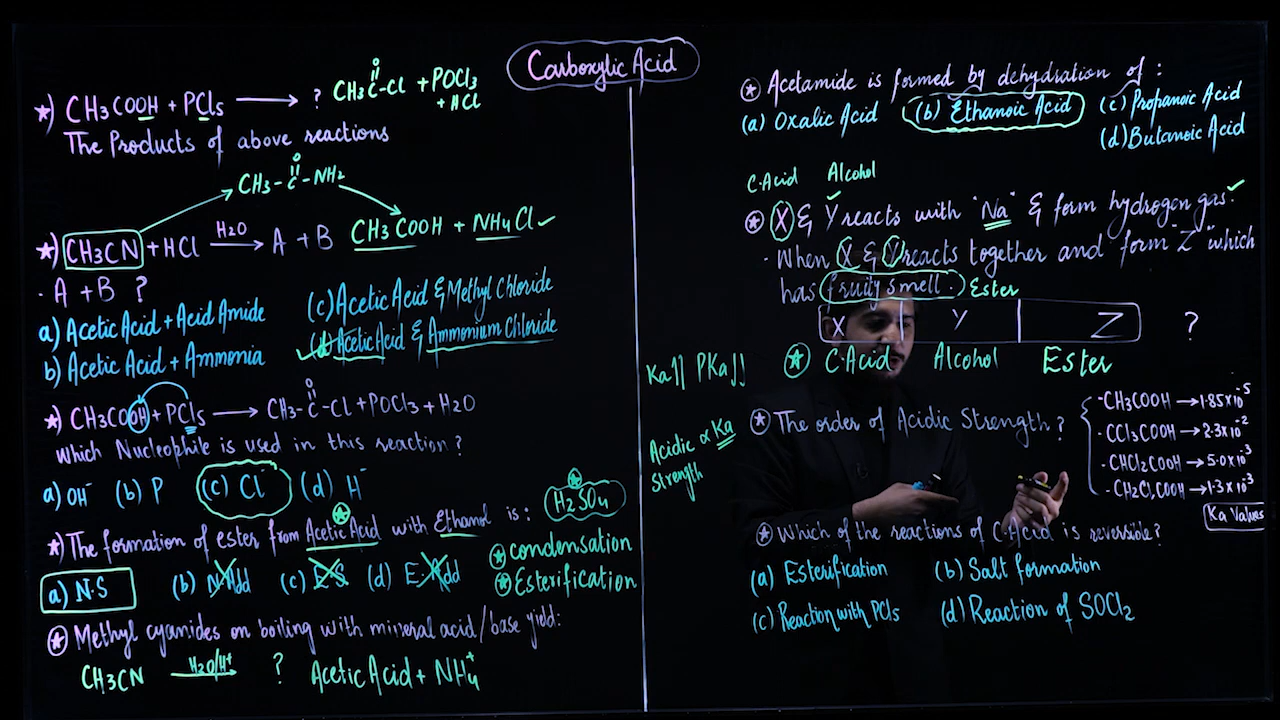 Carboxylic Acid
*) CH3COOH + PCl5 → ? CH3-C-Cl + POCl3
O
+ HCl
The Products of above reactions
O
CH3-C-NH2
*) CH3CN + HCl H2O → A + B CH3COOH + NH4Cl ✓
· A + B ?
a) Acetic Acid + Acid Amide
(c) Acetic Acid & Methyl Chloride
b) Acetic Acid + Ammonia
✓(d) Acetic Acid & Ammonium Chloride
O
*) CH3COOH + PCl5 → CH3-C-Cl + POCl3 + H2O
Which Nucleophile is used in this reaction?
a) OH⁻ (b) P (c) Cl⁻ (d) H⁻
H2SO4
*) The formation of ester from Acetic Acid with Ethanol is:
a) N.S (b) N.Add (c) E.S (d) E.Add
* condensation
* Esterification
* Methyl cyanides on boiling with mineral acid/base yield:
CH3CN H2O/H+ → ? Acetic Acid + NH4+
* Acetamide is formed by dehydration of :
(a) Oxalic Acid (b) Ethanoic Acid (c) Propanoic Acid
(d) Butanoic Acid
C.Acid Alcohol
* X & Y reacts with "Na" & form hydrogen gas. ✓
· When X & Y reacts together and form "Z" which
has fruity smell. Ester
X Y Z ?
* C.Acid Alcohol Ester
Ka↑↑ PKa↓↓
Acidic ∝ Ka
strength
* The order of Acidic Strength?
-CH3COOH → 1.85×10⁻⁵
-CCl3COOH → 2.3×10⁻²
-CHCl2COOH → 5.0×10⁻³
-CH2Cl,COOH → 1.3×10⁻³
Ka Values
* Which of the reactions of C.Acid is reversible?
(a) Esterification (b) Salt formation
(c) Reaction with PCl5 (d) Reaction of SOCl2